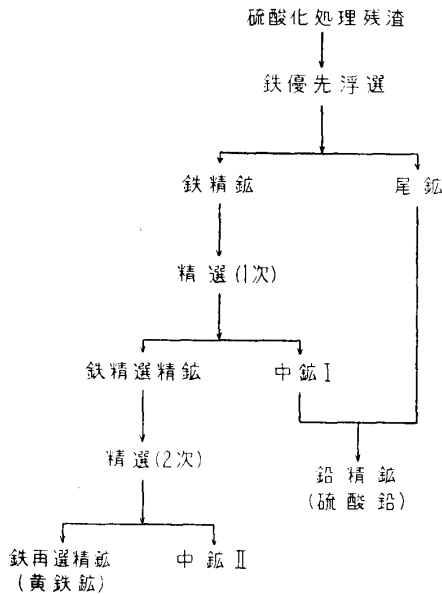 硫酸化処理残渣
鉄優先浮選
鉄精鉱
尾鉱
精選(1次)
鉄精選精鉱
中鉱Ⅰ
精選(2次)
鉛精鉱
(硫酸鉛)
鉄再選精鉱
(黄鉄鉱)
中鉱Ⅱ